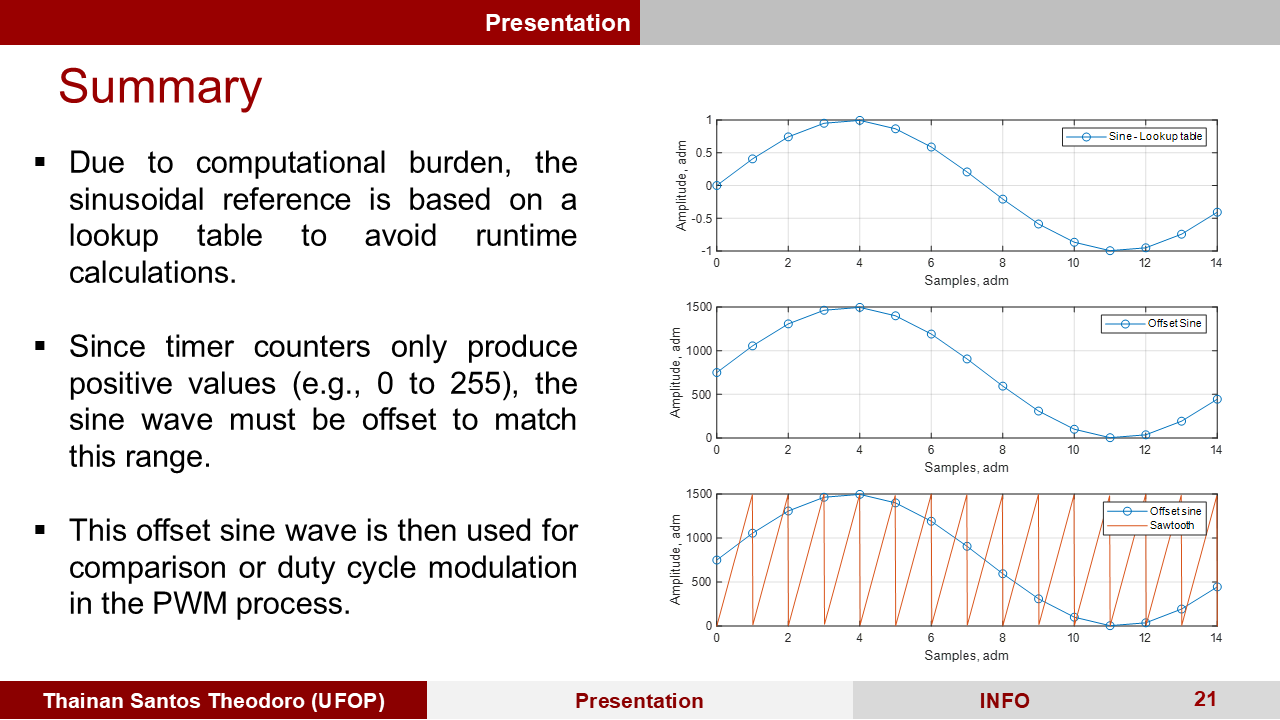 Presentation
Summary
▪ Due to computational burden, the
sinusoidal reference is based on a
lookup table to avoid runtime
calculations.
▪ Since timer counters only produce
positive values (e.g., 0 to 255), the
sine wave must be offset to match
this range.
▪ This offset sine wave is then used for
comparison or duty cycle modulation
in the PWM process.
Amplitude, adm
1
0.5
0
-0.5
-1
Sine - Lookup table
0 2 4 6 8 10 12 14
Samples, adm
Amplitude, adm
1500
1000
500
0
Offset Sine
0 2 4 6 8 10 12 14
Samples, adm
Amplitude, adm
1500
1000
500
0
Offset sine
Sawtooth
0 2 4 6 8 10 12 14
Samples, adm
Thainan Santos Theodoro (UFOP) Presentation INFO 21